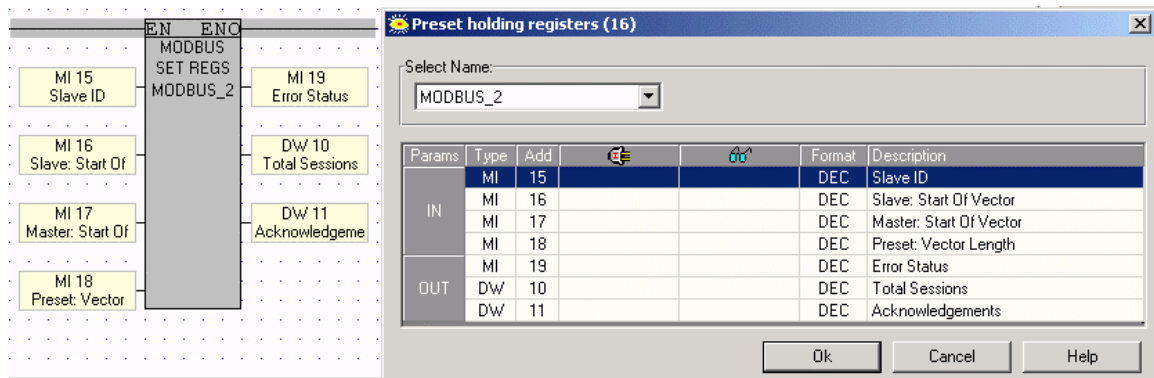 EN ENO
MODBUS
SET REGS
MODBUS_2
MI 15
Slave ID
MI 16
Slave: Start Of
MI 17
Master: Start Of
MI 18
Preset: Vector
MI 19
Error Status
DW 10
Total Sessions
DW 11
Acknowledgeme
Preset holding registers (16)
Select Name:
MODBUS_2
Params Type Add Format Description
IN
MI 15 DEC Slave ID
MI 16 DEC Slave: Start Of Vector
MI 17 DEC Master: Start Of Vector
MI 18 DEC Preset: Vector Length
OUT
MI 19 DEC Error Status
DW 10 DEC Total Sessions
DW 11 DEC Acknowledgements
Ok Cancel Help